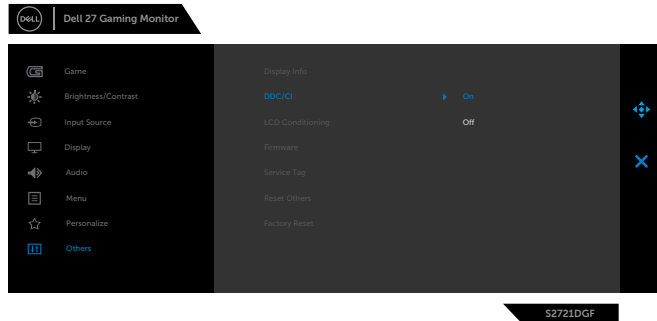 DELL
Dell 27 Gaming Monitor
Game
Brightness/Contrast
Input Source
Display
Audio
Menu
Personalize
Others
Display Info
DDC/CI
On
LCD Conditioning
Off
Firmware
Service Tag
Reset Others
Factory Reset
S2721DGF